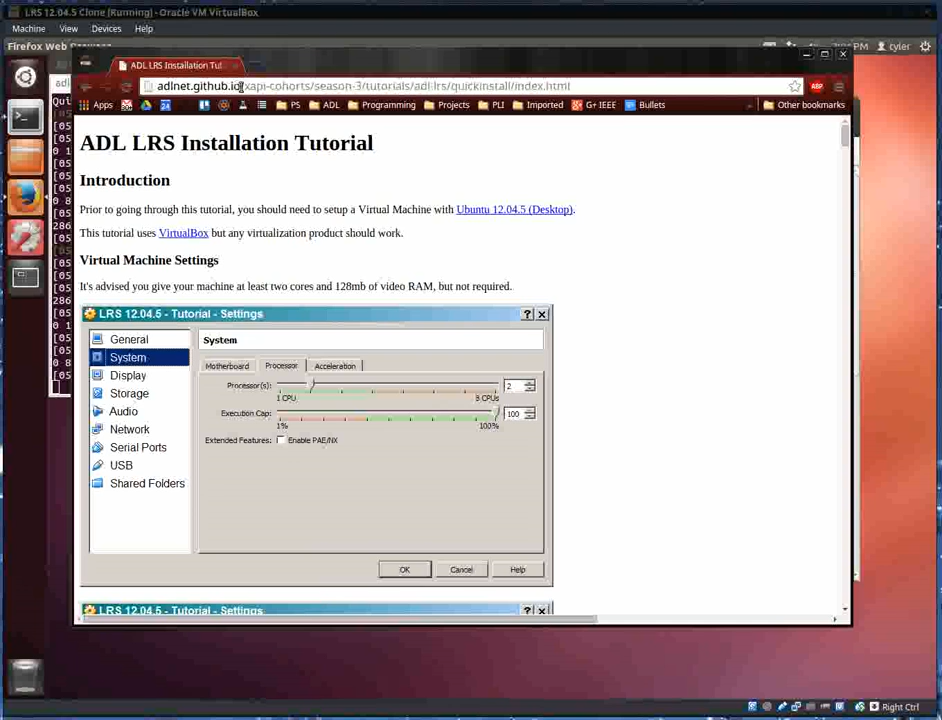 LRS 12.04.5 Clone [Running] - Oracle VM VirtualBox
Machine View Devices Help
Firefox Web
PM tyler
ADL LRS Installation Tut
adlnet.github.io/xapi-cohorts/season-3/tutorials/adl-lrs/quickinstall/index.html
ABP
Apps 24 PS ADL Programming Projects PLI Imported G+ IEEE Bullets » Other bookmarks
ADL LRS Installation Tutorial
Introduction
Prior to going through this tutorial, you should need to setup a Virtual Machine with Ubuntu 12.04.5 (Desktop).
This tutorial uses VirtualBox but any virtualization product should work.
Virtual Machine Settings
It's advised you give your machine at least two cores and 128mb of video RAM, but not required.
LRS 12.04.5 - Tutorial - Settings
General
System
Display
Storage
Audio
Network
Serial Ports
USB
Shared Folders
System
Motherboard Processor Acceleration
Processor(s): 2
1 CPU 8 CPUs
Execution Cap: 100
1% 100%
Extended Features: Enable PAE/NX
OK Cancel Help
LRS 12.04.5 - Tutorial - Settings
Right Ctrl